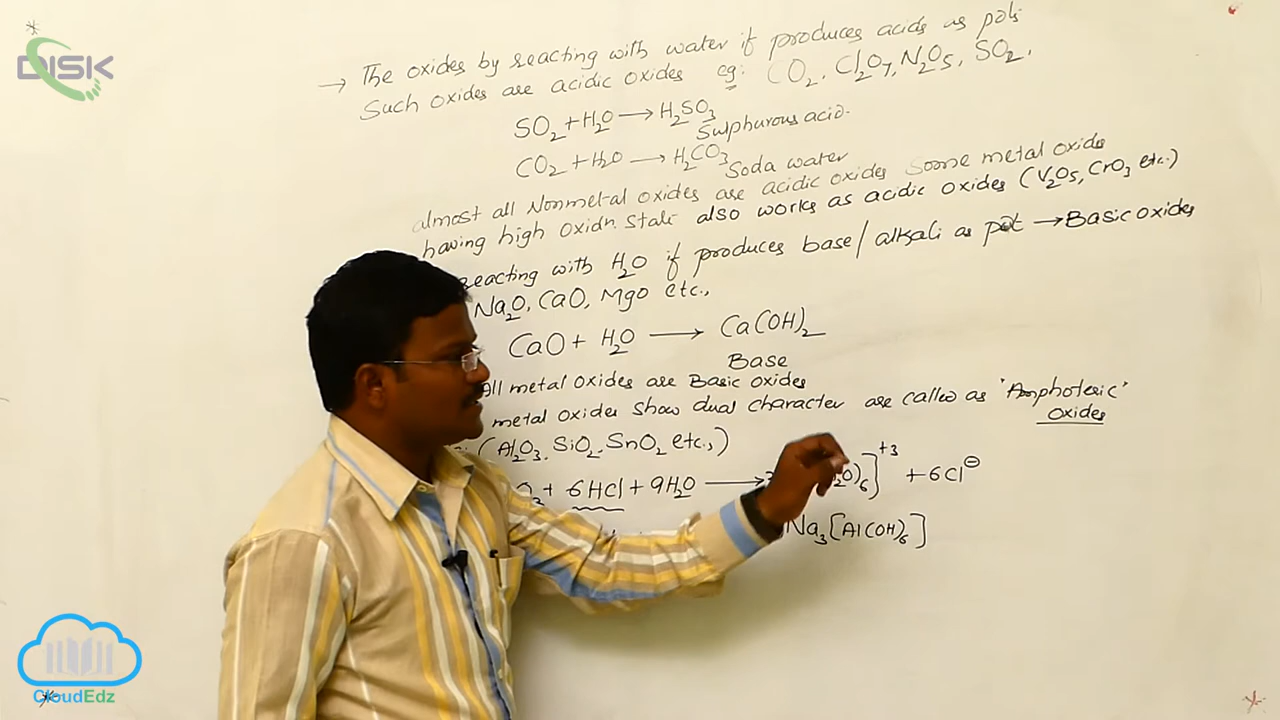 DISK
→ The oxides by reacting with water if produces acids as pdts
Such oxides are acidic oxides eg: CO₂, Cl₂O₇, N₂O₅, SO₂.
SO₂ + H₂O → H₂SO₃
Sulphurous acid.
CO₂ + H₂O → H₂CO₃
Soda water
almost all Nonmetal oxides are acidic oxides Some metal oxide
having high oxidn. state also works as acidic oxides (V₂O₅, CrO₃ etc.)
reacting with H₂O if produces base/alkali as pdt → Basic oxides
Na₂O, CaO, MgO etc.,
CaO + H₂O → Ca(OH)₂
Base
All metal oxides are Basic oxides
metal oxides show dual character are called as 'Amphoteric'
oxides
(Al₂O₃, SiO₂, SnO₂ etc.,)
+ 6HCl + 9H₂O → O)₆]⁺³ + 6Cl⊖
Na₃[Al(OH)₆]
CloudEdz